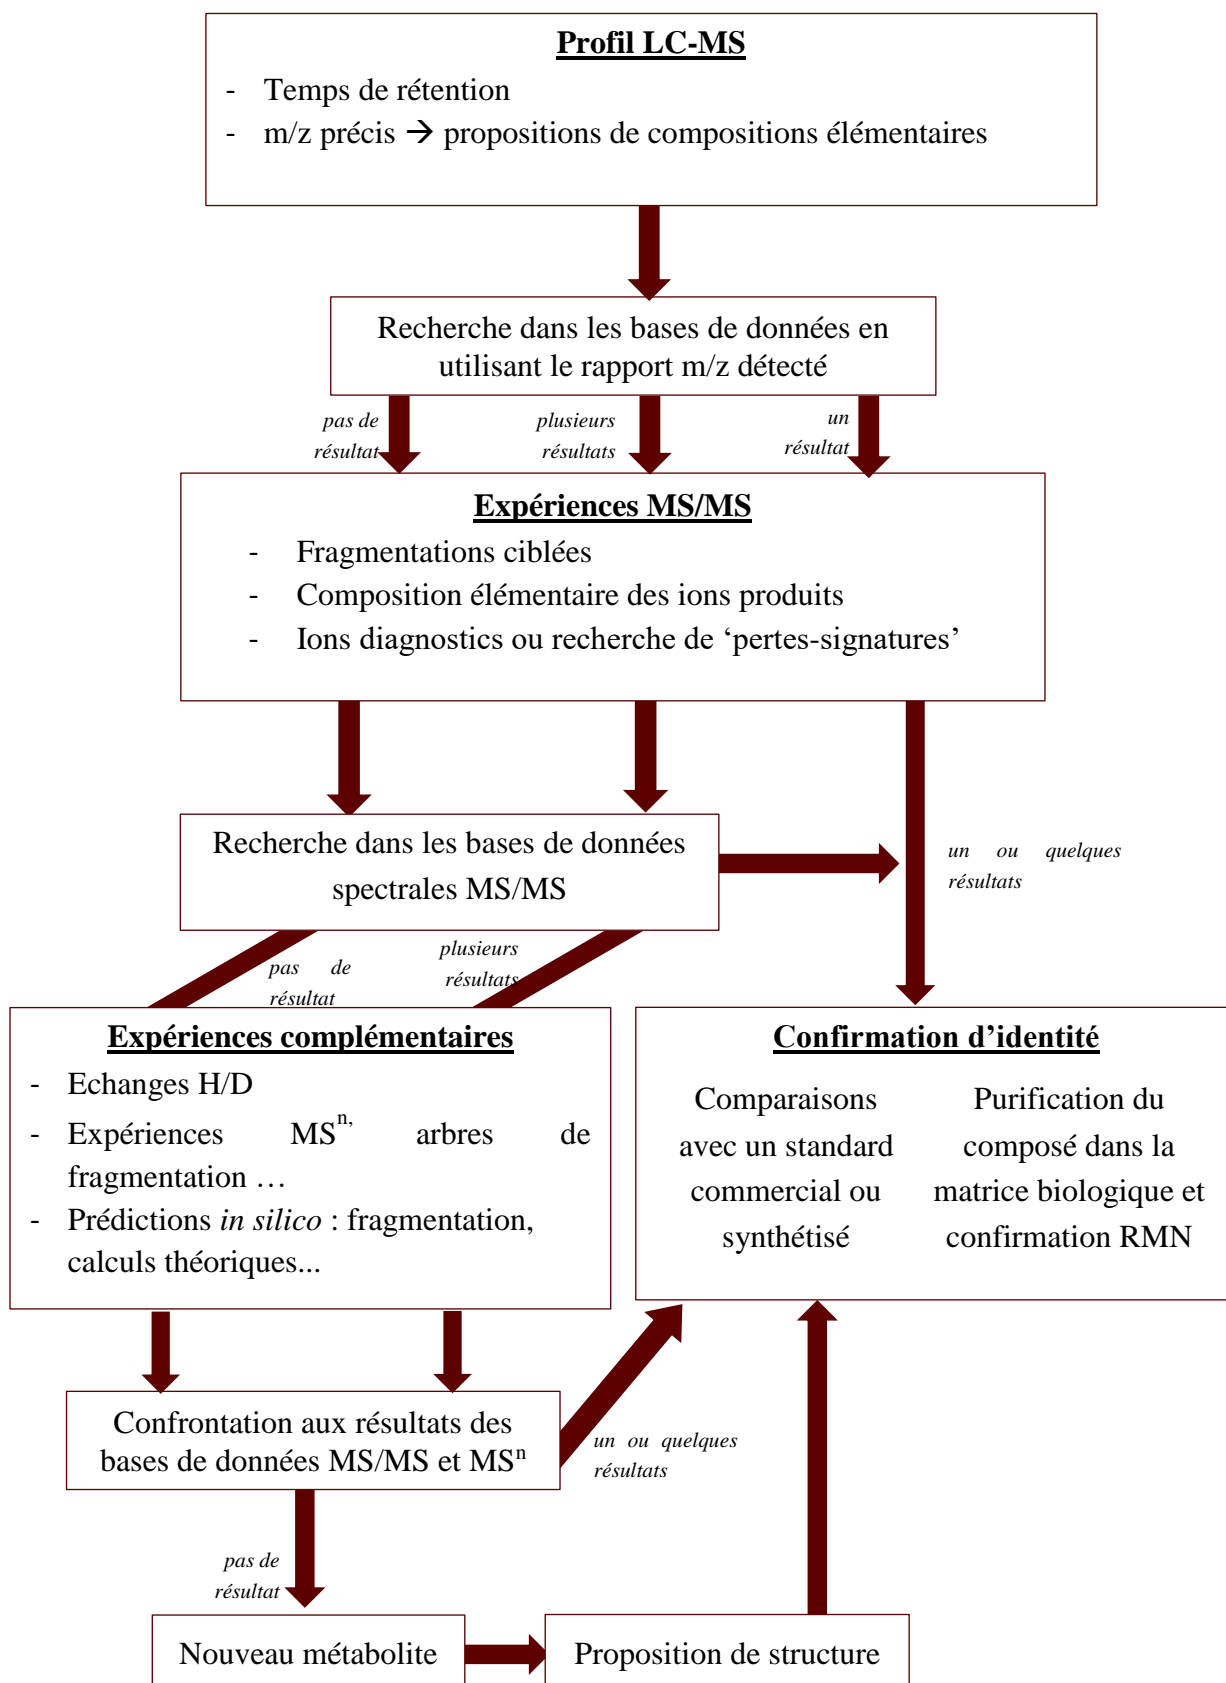 Profil LC-MS
- Temps de rétention
- m/z précis → propositions de compositions élémentaires
Recherche dans les bases de données en
utilisant le rapport m/z détecté
pas de
résultat
plusieurs
résultats
un
résultat
Expériences MS/MS
- Fragmentations ciblées
- Composition élémentaire des ions produits
- Ions diagnostics ou recherche de ‘pertes-signatures’
Recherche dans les bases de données
spectrales MS/MS
un ou quelques
résultats
pas de
résultat
plusieurs
résultats
Expériences complémentaires
- Echanges H/D
- Expériences MSⁿ, arbres de
fragmentation …
- Prédictions in silico : fragmentation,
calculs théoriques...
Confirmation d’identité
Comparaisons
avec un standard
commercial ou
synthétisé
Purification du
composé dans la
matrice biologique et
confirmation RMN
Confrontation aux résultats des
bases de données MS/MS et MSⁿ
un ou quelques
résultats
pas de
résultat
Nouveau métabolite
Proposition de structure